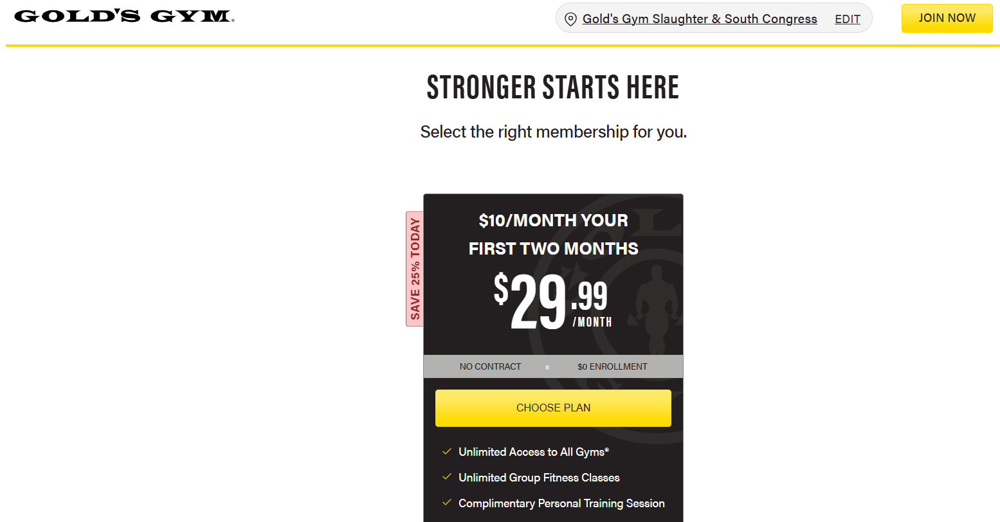 GOLD'S GYM®
Gold's Gym Slaughter & South Congress EDIT
JOIN NOW
STRONGER STARTS HERE
Select the right membership for you.
SAVE 25% TODAY
$10/MONTH YOUR
FIRST TWO MONTHS
$29.99
/MONTH
NO CONTRACT
$0 ENROLLMENT
CHOOSE PLAN
Unlimited Access to All Gyms*
Unlimited Group Fitness Classes
Complimentary Personal Training Session